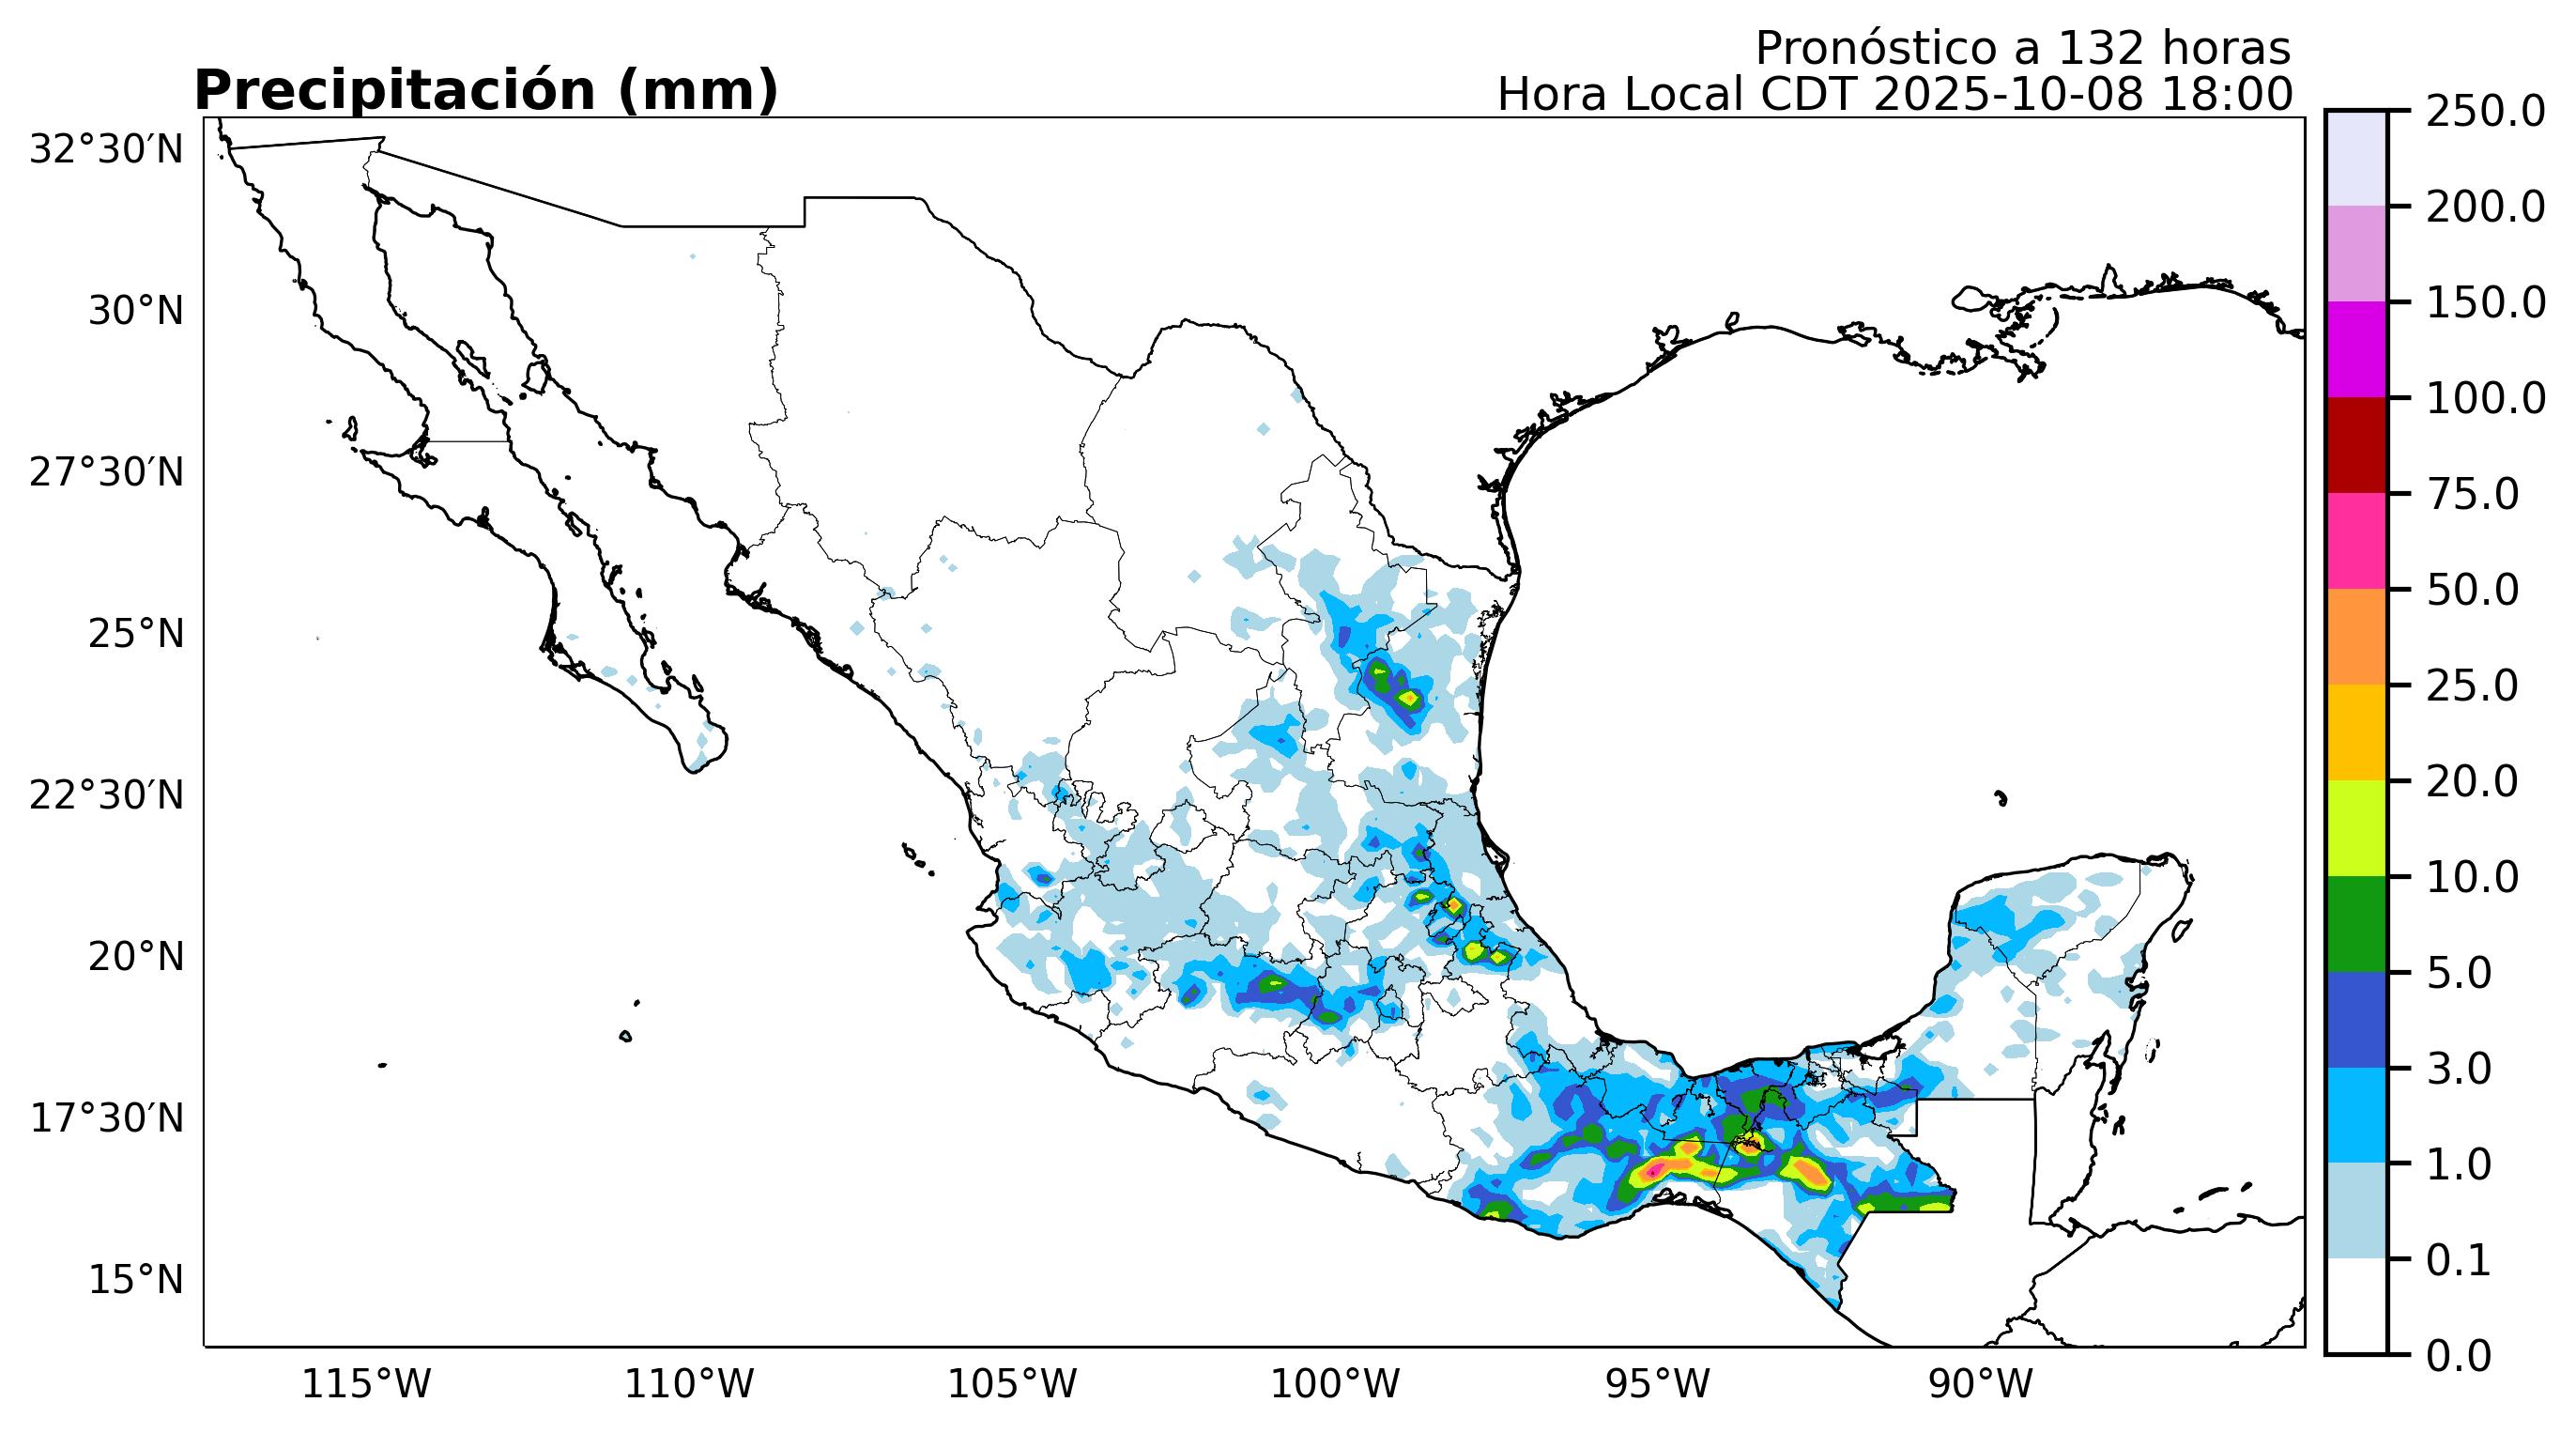 Pronóstico a 132 horas
Precipitación (mm)
Hora Local CDT 2025-10-08 18:00
32°30′N
30°N
27°30′N
25°N
22°30′N
20°N
17°30′N
15°N
115°W
110°W
105°W
100°W
95°W
90°W
250.0
200.0
150.0
100.0
75.0
50.0
25.0
20.0
10.0
5.0
3.0
1.0
0.1
0.0